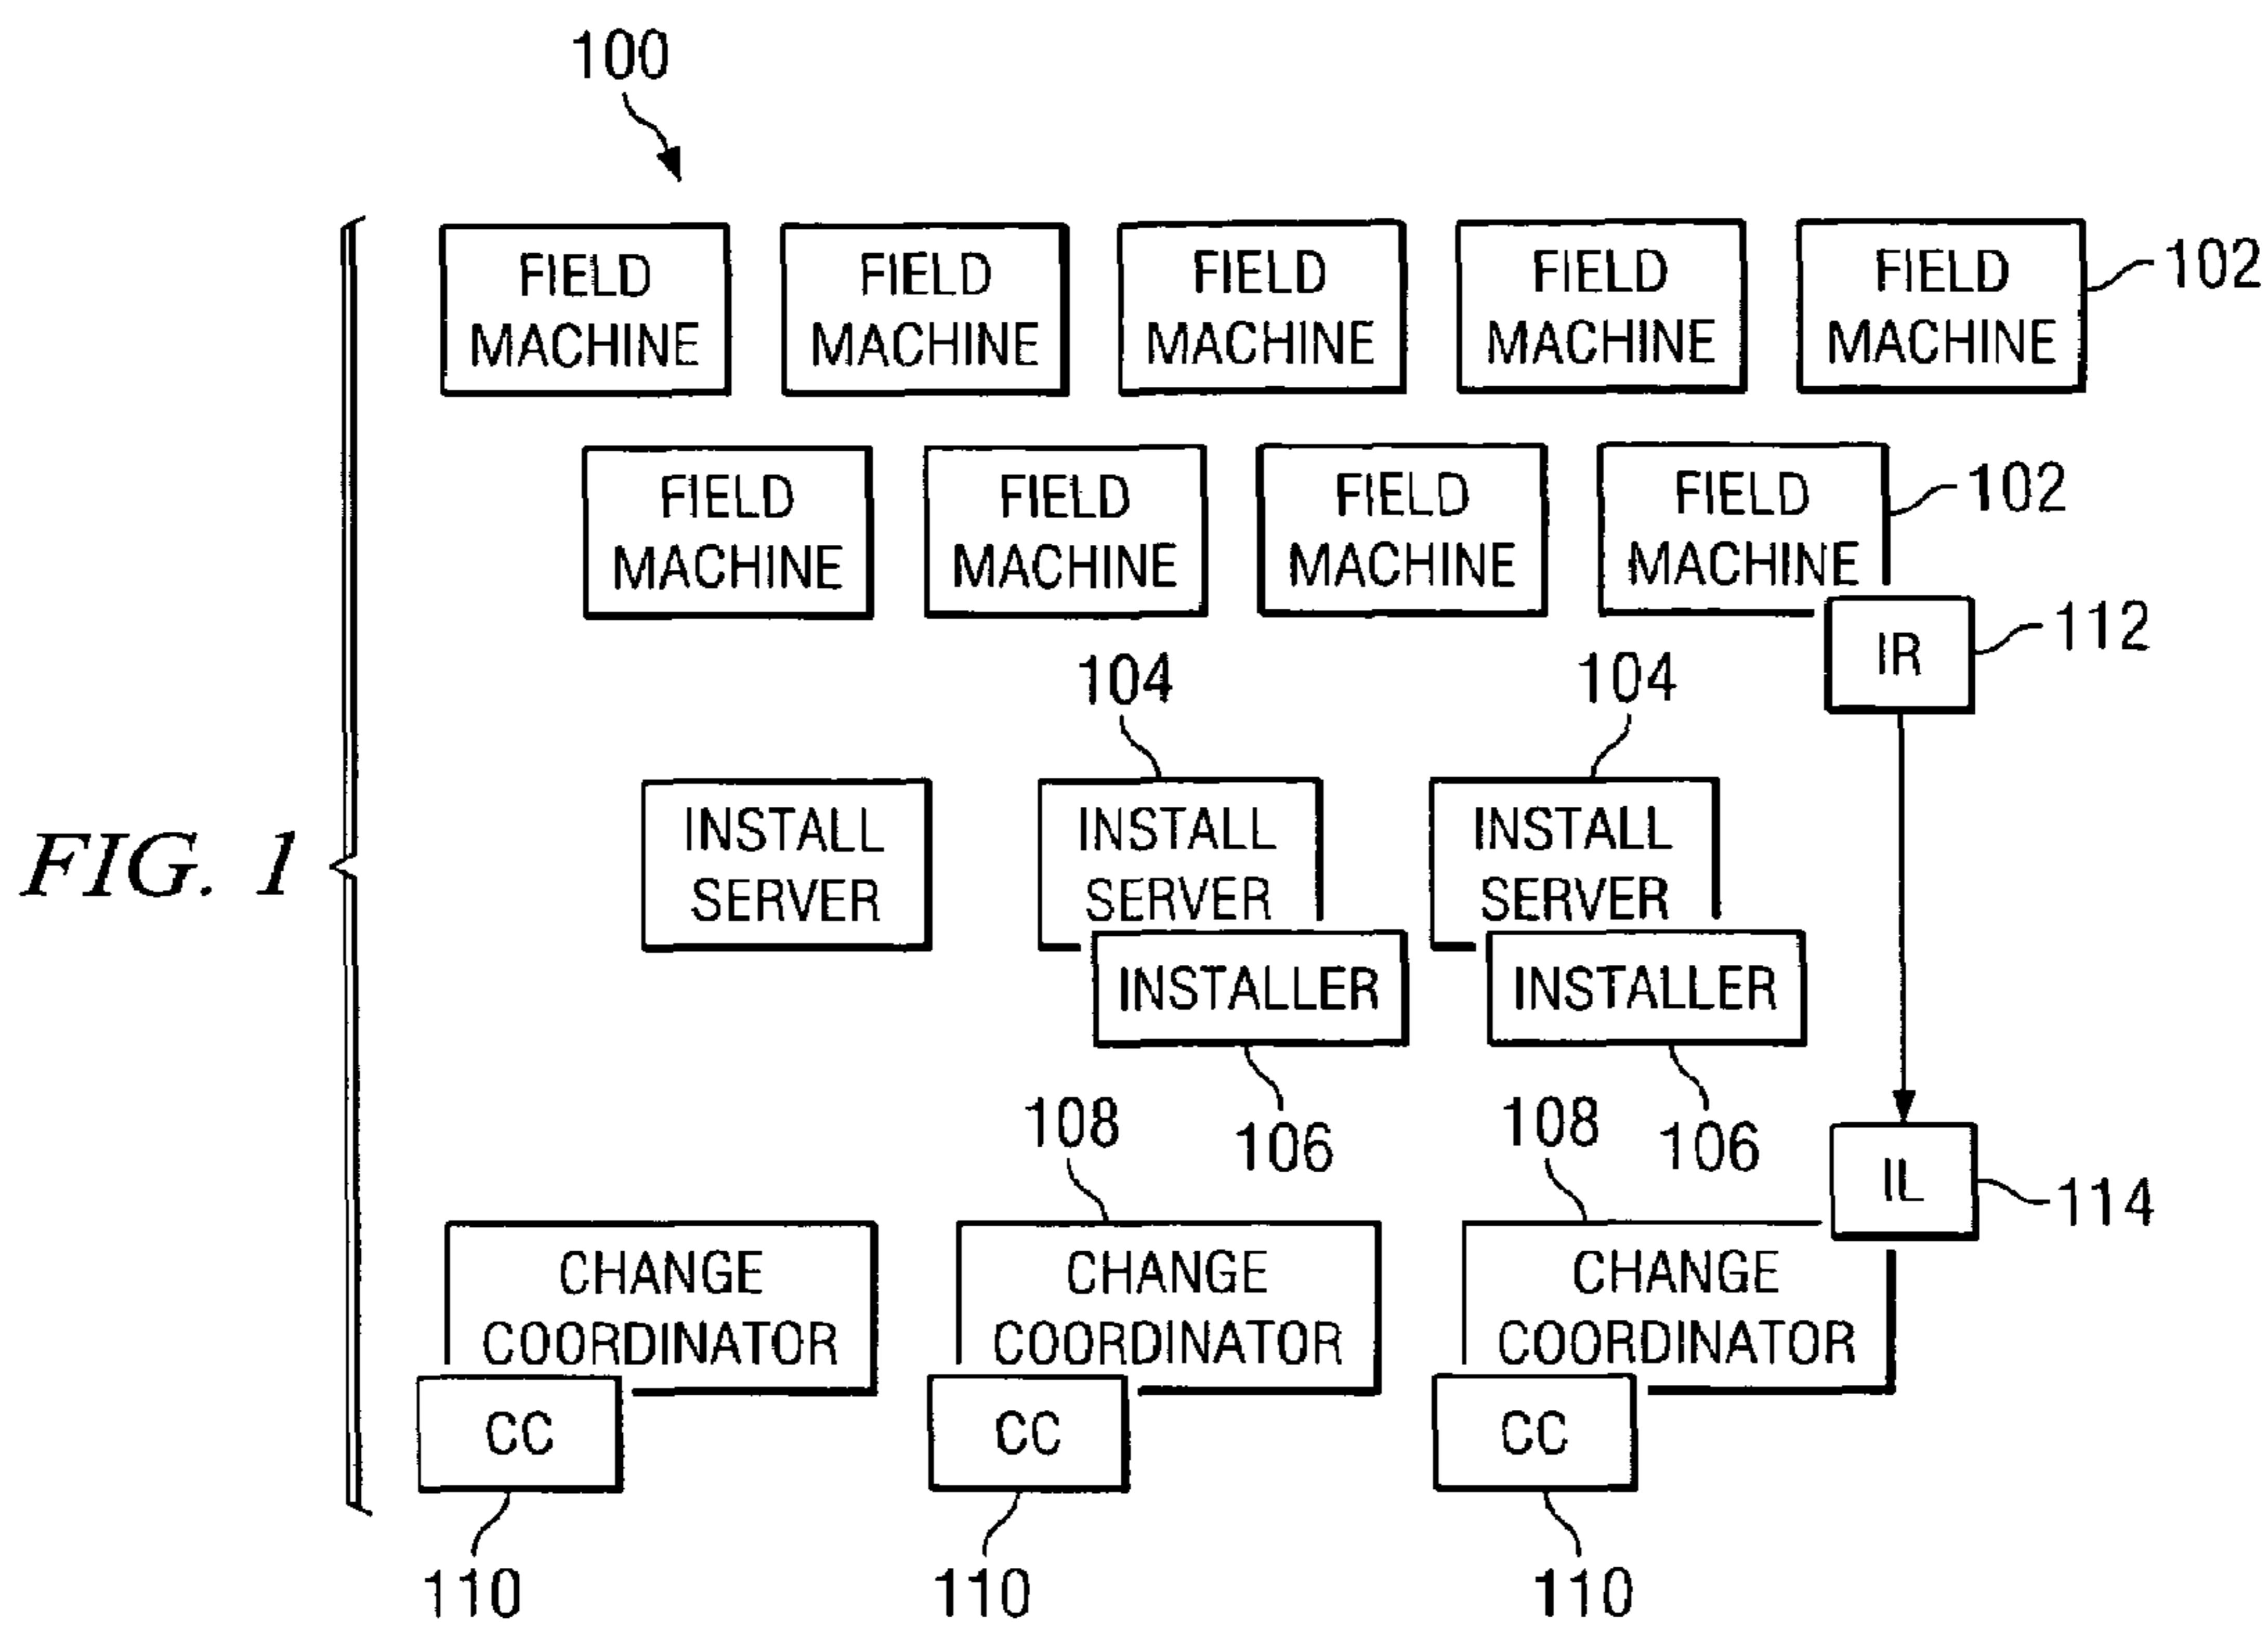 100
FIELD MACHINE
FIELD MACHINE
FIELD MACHINE
FIELD MACHINE
FIELD MACHINE
102
FIELD MACHINE
FIELD MACHINE
FIELD MACHINE
FIELD MACHINE
102
IR
112
104
104
INSTALL SERVER
INSTALL SERVER
INSTALL SERVER
FIG. 1
INSTALLER
INSTALLER
108
106
108
106
IL
114
CHANGE COORDINATOR
CHANGE COORDINATOR
CHANGE COORDINATOR
CC
CC
CC
110
110
110